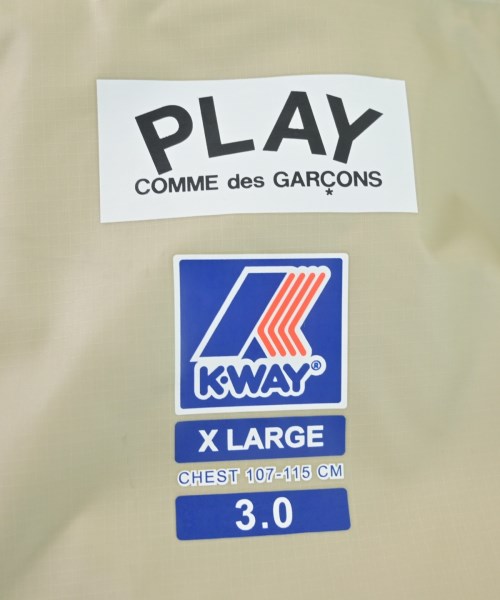 PLAY
COMME des GARÇONS
*
K·WAY®
X LARGE
CHEST 107-115 CM
3.0